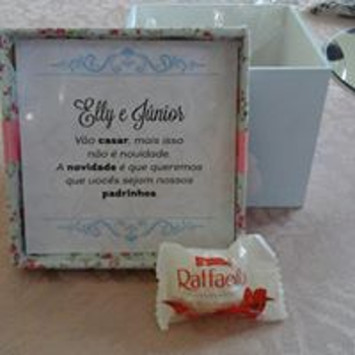 Elly e Júnior
Vão casar, mais isso
não é novidade.
A novidade é que queremos
que vocês sejam nossos
padrinhos
Raffaello